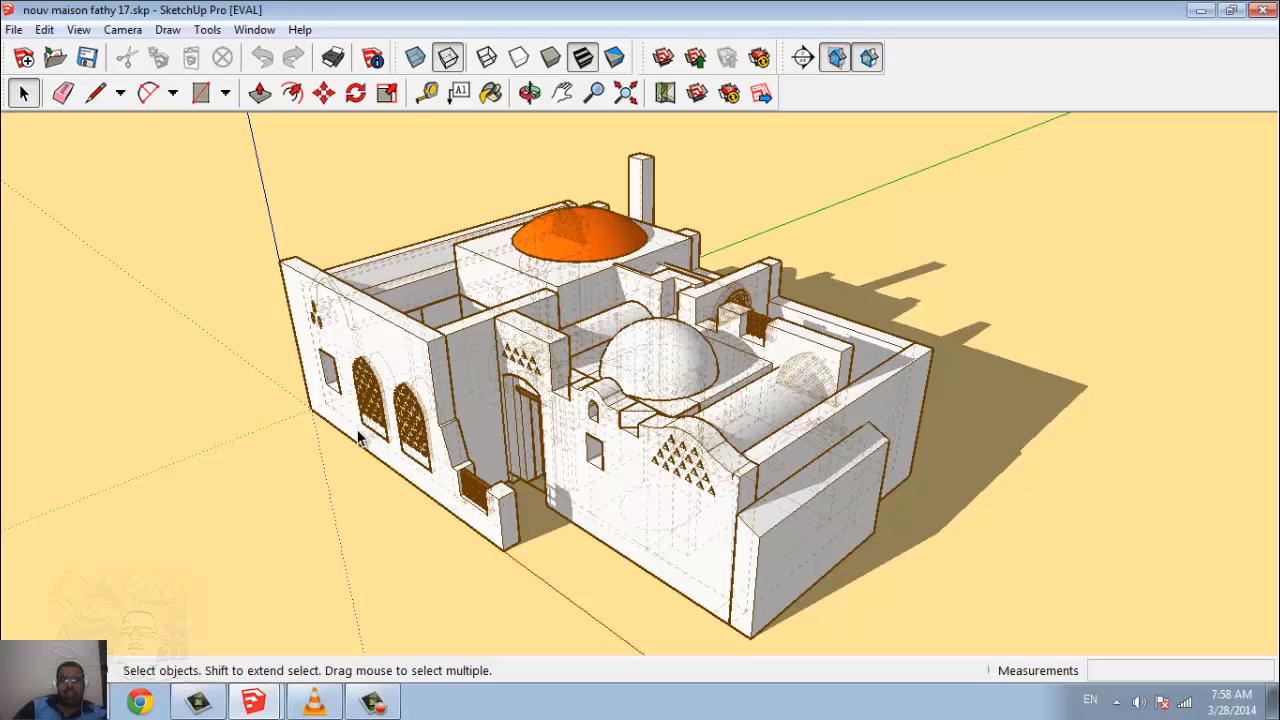 nouv maison fathy 17.skp - SketchUp Pro [EVAL]
File Edit View Camera Draw Tools Window Help
A1
Select objects. Shift to extend select. Drag mouse to select multiple.
Measurements
EN
7:58 AM
3/28/2014